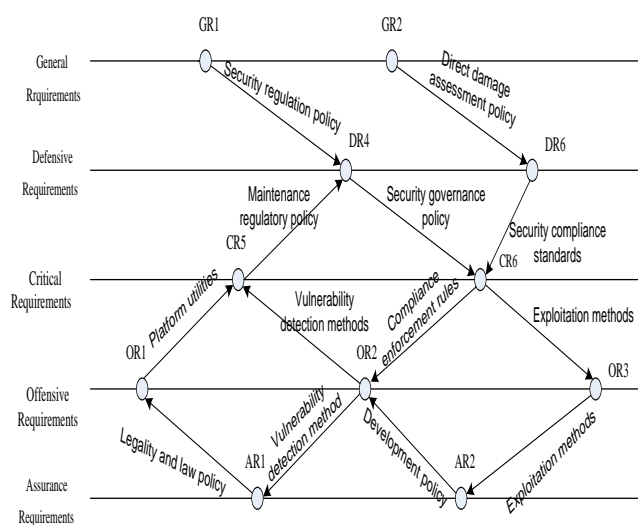 GR1
GR2
General
Rrquirements
Security regulation policy
Direct damage
assessment policy
DR4
DR6
Defensive
Requirements
Maintenance
regulatory policy
Security governance
policy
Security compliance
standards
CR5
CR6
Critical
Requirements
Platform utilities
Vulnerability
detection methods
Compliance
enforcement rules
Exploitation methods
OR1
OR2
OR3
Offensive
Requirements
Legality and law policy
Vulnerability
detection method
Development policy
Exploitation methods
AR1
AR2
Assurance
Requirements